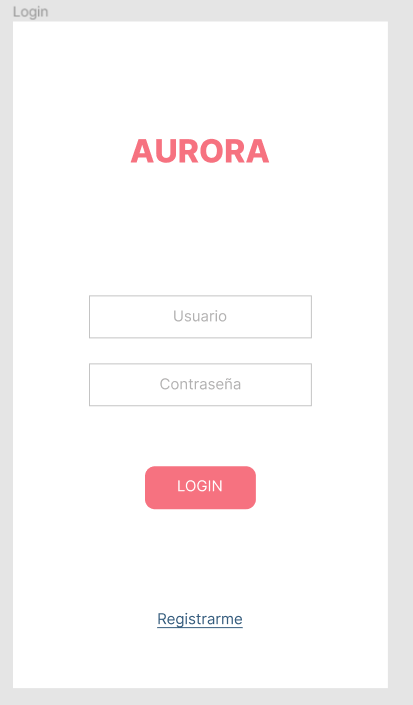 Login
AURORA
Usuario
Contraseña
LOGIN
Registrarme